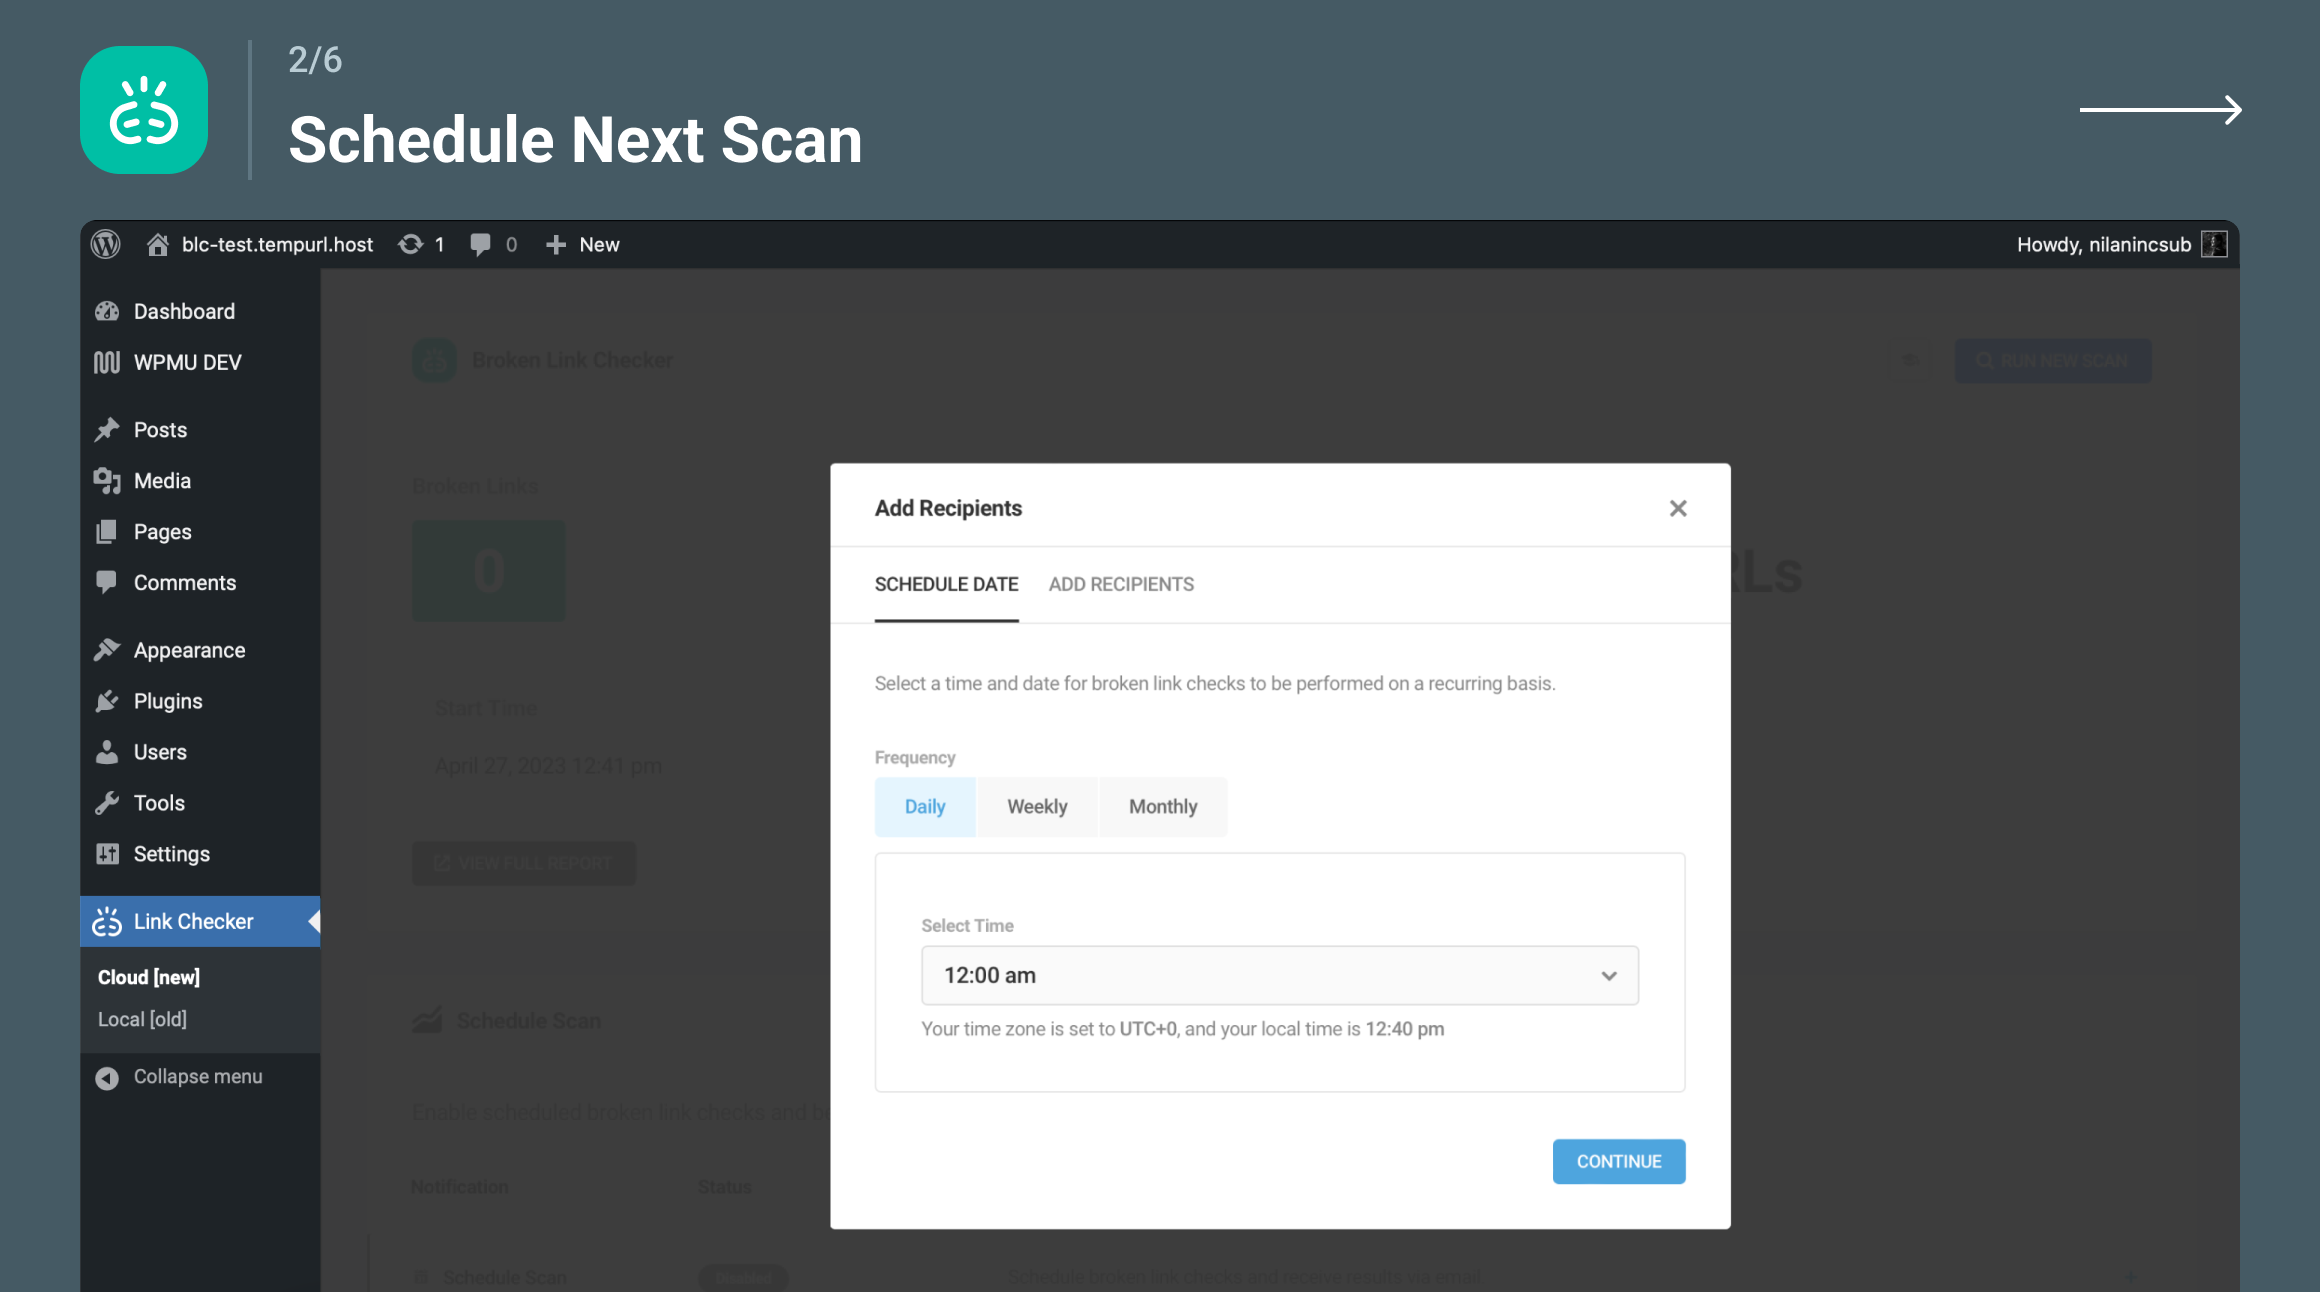 2/6
Schedule Next Scan
blc-test.tempurl.host 1 0 New
Howdy, nilanincsub
Dashboard
WPMU DEV
Posts
Media
Pages
Comments
Appearance
Plugins
Users
Tools
Settings
Link Checker
Cloud [new]
Local [old]
Collapse menu
Broken Link Checker
RUN NEW SCAN
Broken Links
0
RLs
Start Time
April 27, 2023 12:41 pm
VIEW FULL REPORT
Schedule Scan
Enable scheduled broken link checks and
Notification Status
Schedule Scan Disabled Schedule broken link checks and receive results via email
Add Recipients
SCHEDULE DATE ADD RECIPIENTS
Select a time and date for broken link checks to be performed on a recurring basis.
Frequency
Daily Weekly Monthly
Select Time
12:00 am
Your time zone is set to UTC+0, and your local time is 12:40 pm
CONTINUE